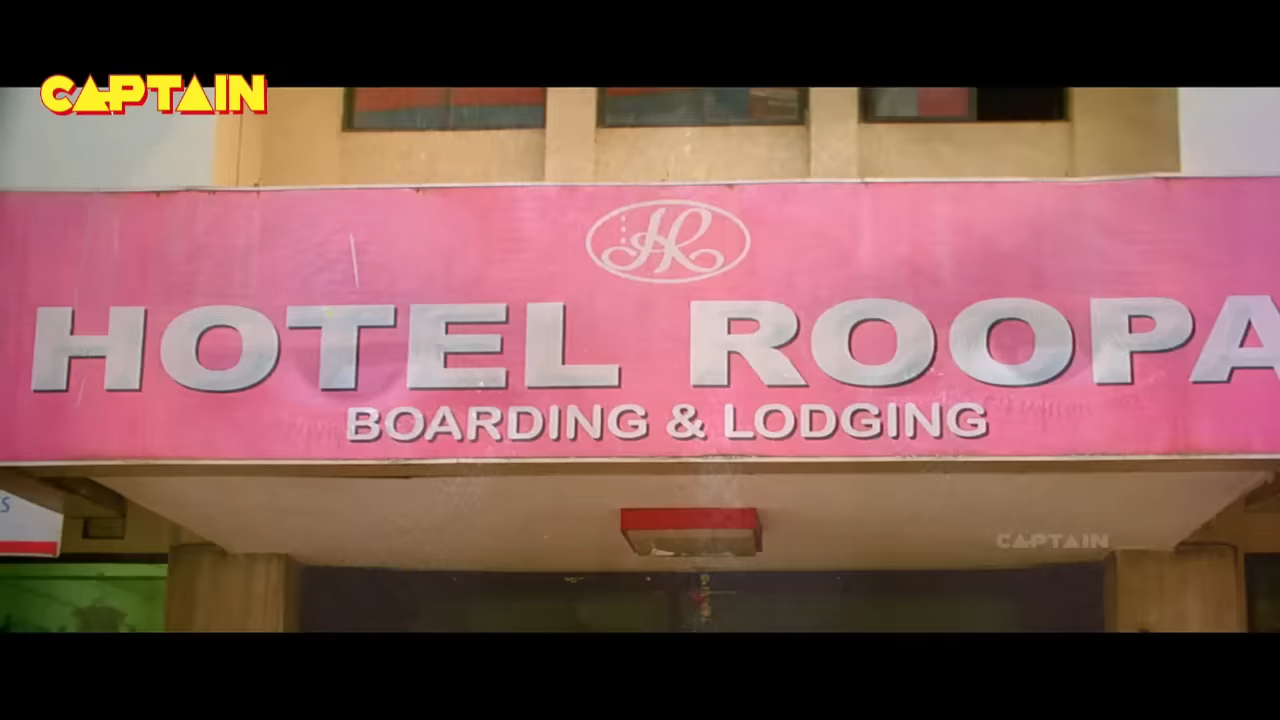 CAPTAIN
HR
HOTEL ROOPA
BOARDING & LODGING
S
CAPTAIN